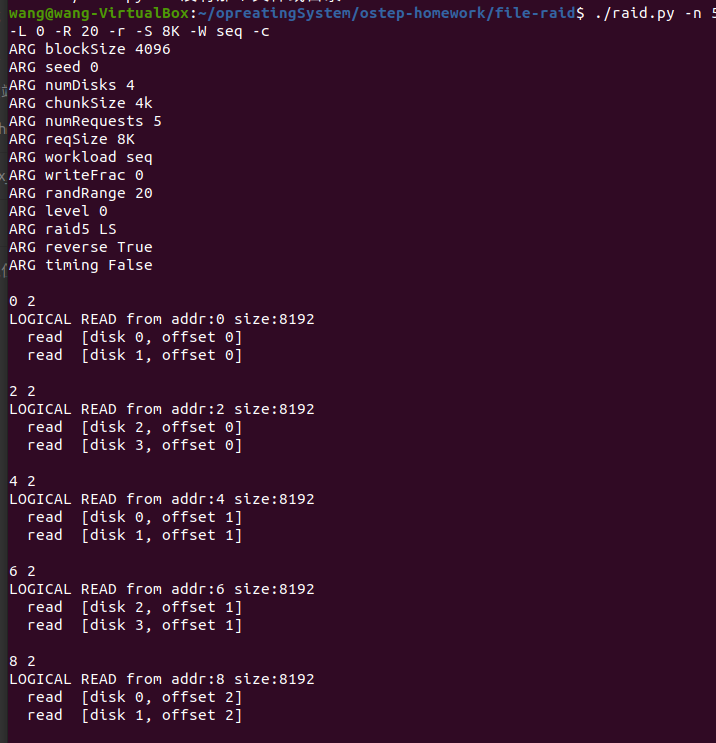 wang@wang-VirtualBox:~/opreatingSystem/ostep-homework/file-raid$ ./raid.py -n 5
-L 0 -R 20 -r -S 8K -W seq -c
ARG blockSize 4096
ARG seed 0
ARG numDisks 4
ARG chunkSize 4k
ARG numRequests 5
ARG reqSize 8K
ARG workload seq
ARG writeFrac 0
ARG randRange 20
ARG level 0
ARG raid5 LS
ARG reverse True
ARG timing False
0 2
LOGICAL READ from addr:0 size:8192
read [disk 0, offset 0]
read [disk 1, offset 0]
2 2
LOGICAL READ from addr:2 size:8192
read [disk 2, offset 0]
read [disk 3, offset 0]
4 2
LOGICAL READ from addr:4 size:8192
read [disk 0, offset 1]
read [disk 1, offset 1]
6 2
LOGICAL READ from addr:6 size:8192
read [disk 2, offset 1]
read [disk 3, offset 1]
8 2
LOGICAL READ from addr:8 size:8192
read [disk 0, offset 2]
read [disk 1, offset 2]